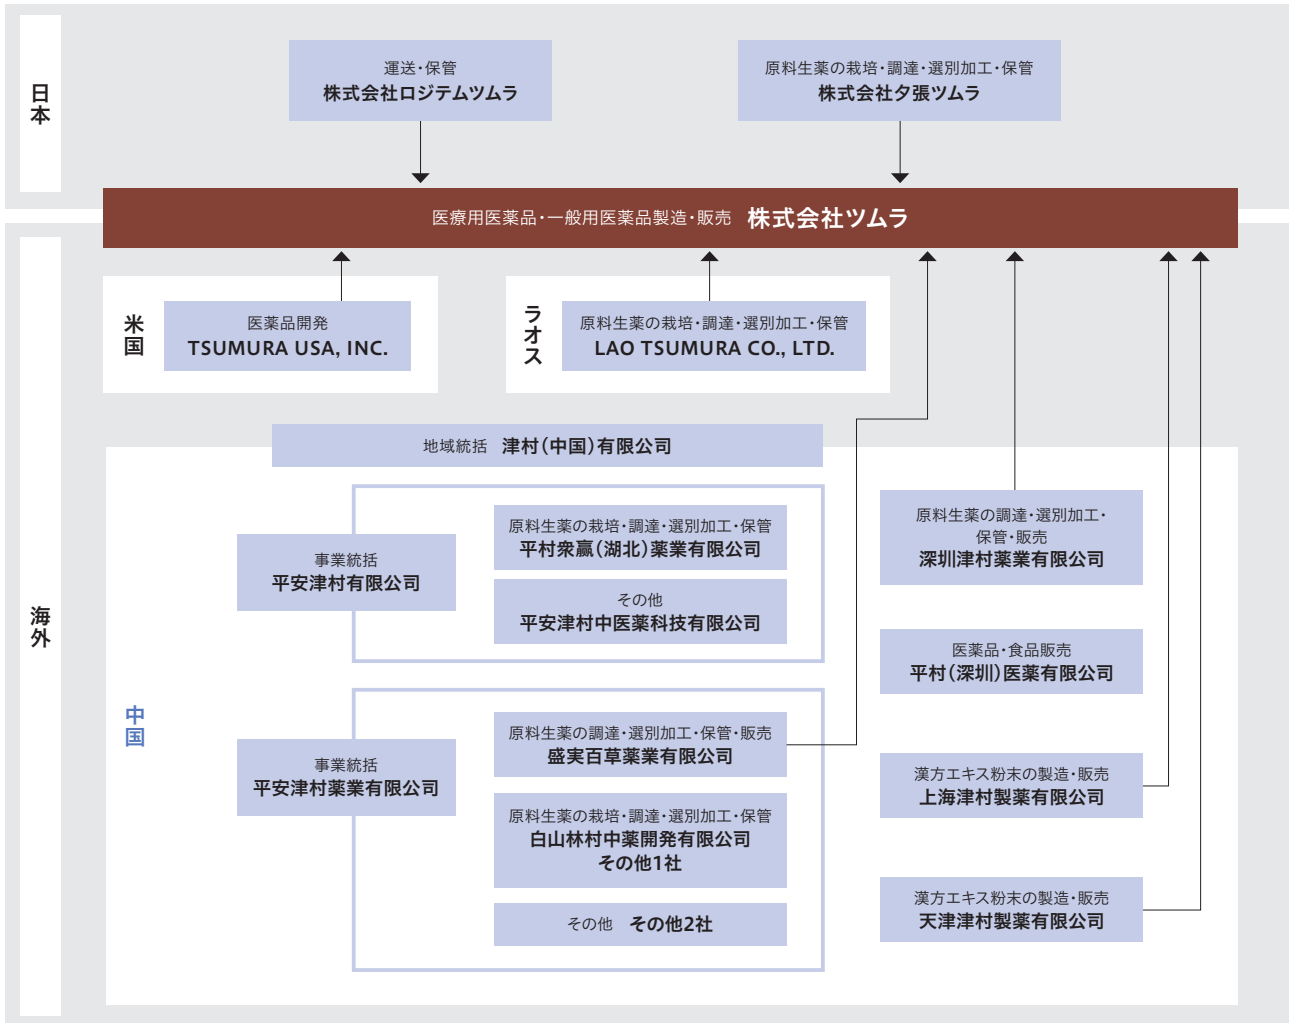 日本
運送・保管
株式会社ロジテムツムラ
原料生薬の栽培・調達・選別加工・保管
株式会社夕張ツムラ
医療用医薬品・一般用医薬品製造・販売 株式会社ツムラ
海外
米国
医薬品開発
TSUMURA USA, INC.
ラオス
原料生薬の栽培・調達・選別加工・保管
LAO TSUMURA CO., LTD.
中国
地域統括 津村(中国)有限公司
事業統括
平安津村有限公司
原料生薬の栽培・調達・選別加工・保管
平村衆赢(湖北)薬業有限公司
その他
平安津村中医薬科技有限公司
事業統括
平安津村薬業有限公司
原料生薬の調達・選別加工・保管・販売
盛実百草薬業有限公司
原料生薬の栽培・調達・選別加工・保管
白山林村中薬開発有限公司
その他1社
その他 その他2社
原料生薬の調達・選別加工・
保管・販売
深圳津村薬業有限公司
医薬品・食品販売
平村(深圳)医薬有限公司
漢方エキス粉末の製造・販売
上海津村製薬有限公司
漢方エキス粉末の製造・販売
天津津村製薬有限公司